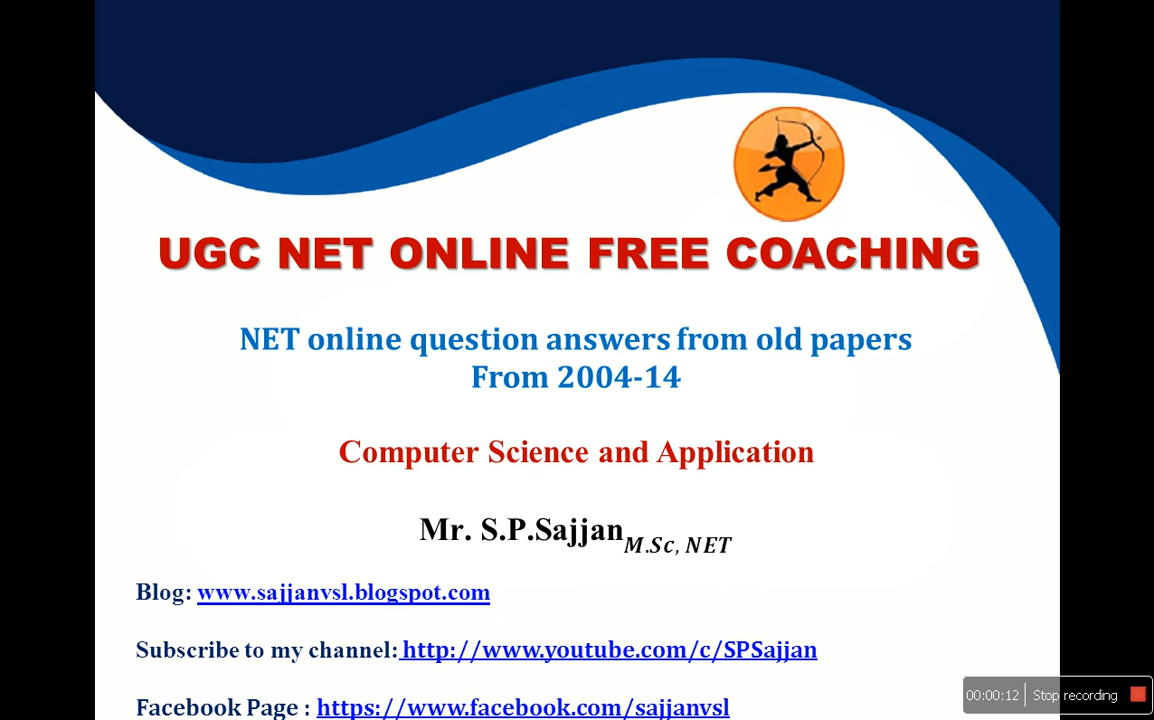 UGC NET ONLINE FREE COACHING
NET online question answers from old papers
From 2004-14
Computer Science and Application
Mr. S.P.Sajjan M.Sc, NET
Blog: www.sajjanvsl.blogspot.com
Subscribe to my channel: http://www.youtube.com/c/SPSajjan
Facebook Page : https://www.facebook.com/sajjanvsl
00:00:12 Stop recording